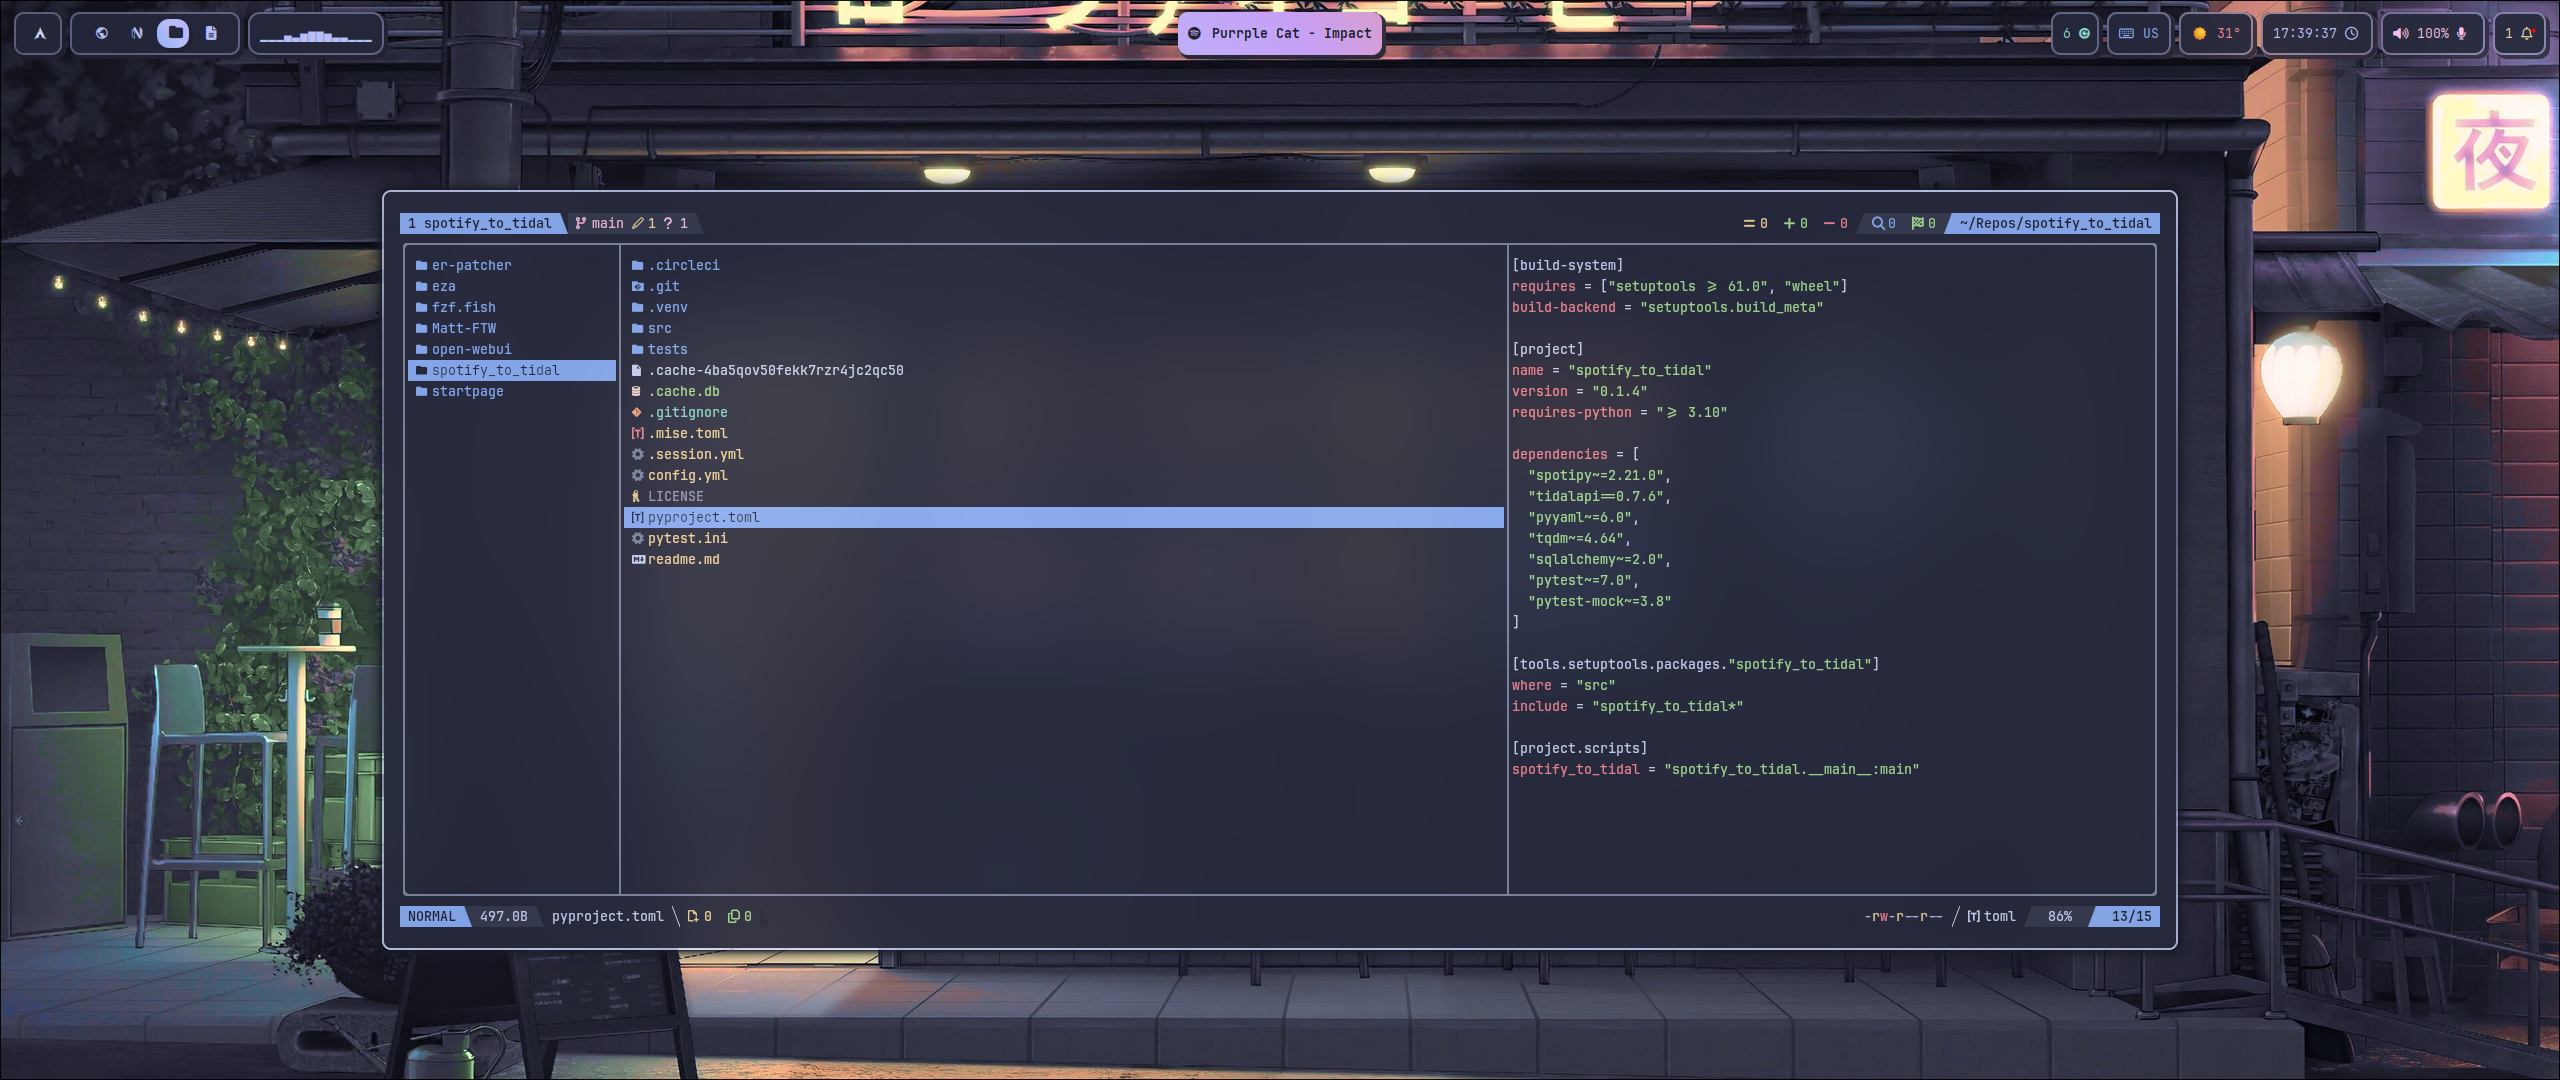 Purrple Cat - Impact
6
US
31°
17:39:37
100%
1
夜
1 spotify_to_tidal
main 1 ? 1
= 0 + 0 − 0
0 0
~/Repos/spotify_to_tidal
er-patcher
eza
fzf.fish
Matt-FTW
open-webui
spotify_to_tidal
startpage
.circleci
.git
.venv
src
tests
.cache-4ba5qov50fekk7rzr4jc2qc50
.cache.db
.gitignore
.mise.toml
.session.yml
config.yml
LICENSE
pyproject.toml
pytest.ini
readme.md
[build-system]
requires = ["setuptools >= 61.0", "wheel"]
build-backend = "setuptools.build_meta"
[project]
name = "spotify_to_tidal"
version = "0.1.4"
requires-python = ">= 3.10"
dependencies = [
"spotipy~=2.21.0",
"tidalapi==0.7.6",
"pyyaml~=6.0",
"tqdm~=4.64",
"sqlalchemy~=2.0",
"pytest~=7.0",
"pytest-mock~=3.8"
]
[tools.setuptools.packages."spotify_to_tidal"]
where = "src"
include = "spotify_to_tidal*"
[project.scripts]
spotify_to_tidal = "spotify_to_tidal.__main__:main"
NORMAL 497.0B pyproject.toml \ 0 0
-rw-r--r-- / [T] toml 86% 13/15